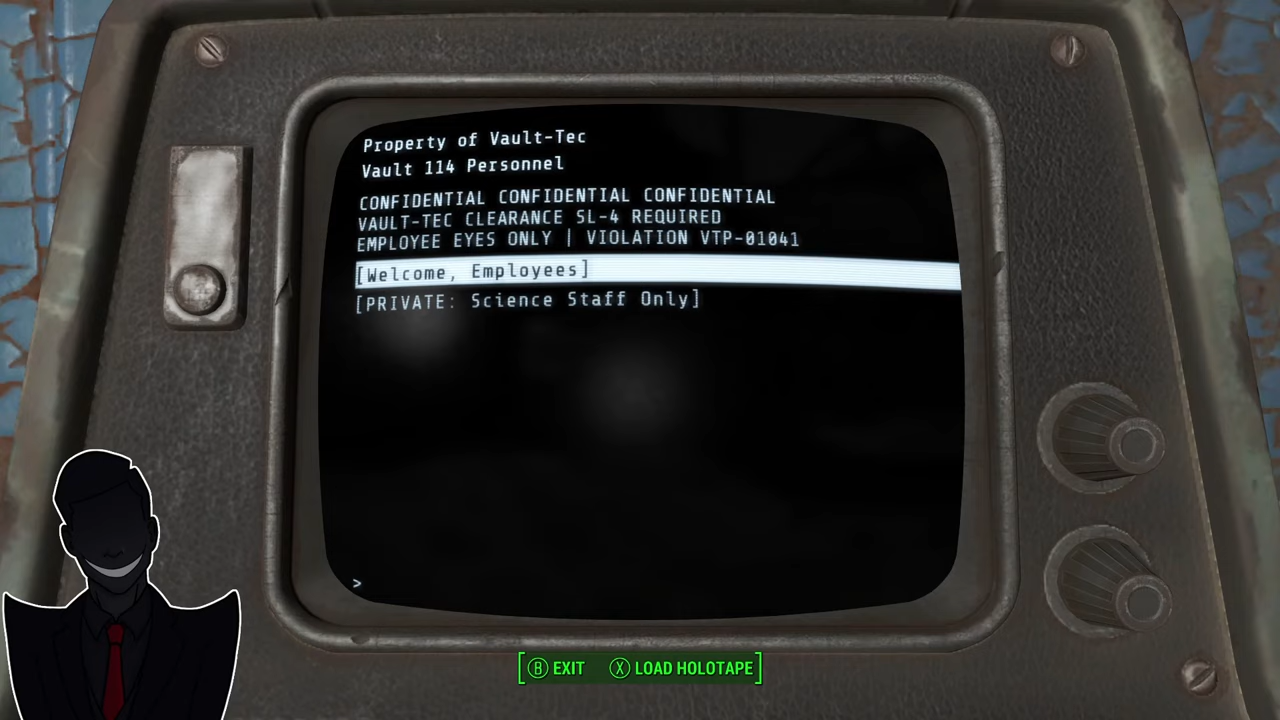 Property of Vault-Tec
Vault 114 Personnel
CONFIDENTIAL CONFIDENTIAL CONFIDENTIAL
VAULT-TEC CLEARANCE SL-4 REQUIRED
EMPLOYEE EYES ONLY | VIOLATION VTP-01041
[Welcome, Employees]
[PRIVATE: Science Staff Only]
>
B EXIT X LOAD HOLOTAPE